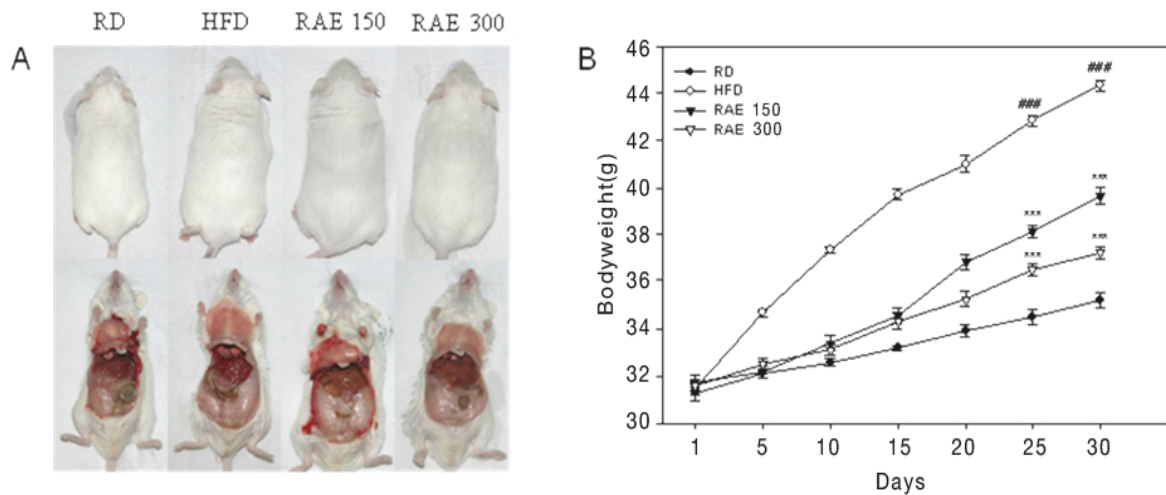 RD HFD RAE 150 RAE 300
A
B
Bodyweight(g)
46
44
42
40
38
36
34
32
30
RD
HFD
RAE 150
RAE 300
###
###
***
***
***
***
1 5 10 15 20 25 30
Days